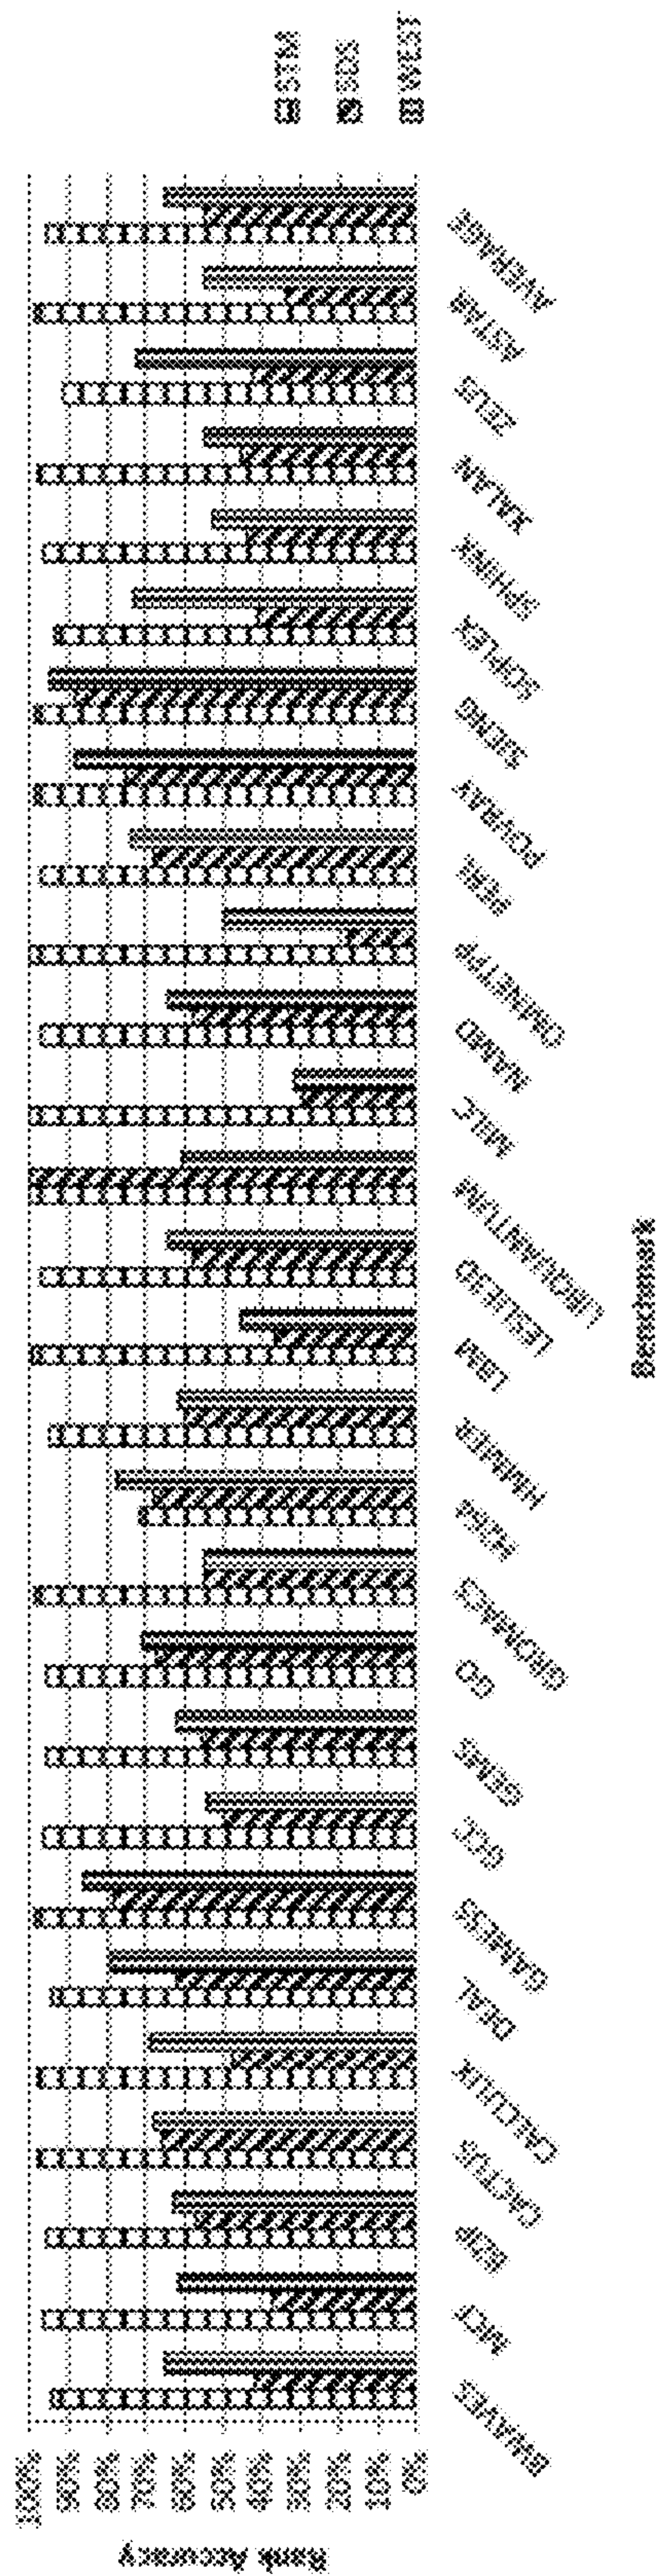 Rank Accuracy
100%
90%
80%
70%
60%
50%
40%
30%
20%
10%
0%
BWAVES
MCF
BZIP
CACTUS
CALCULIX
DEAL
GAMESS
GCC
GEMS
GO
GROMACS
H264
HMMER
LBM
LESLIE3D
LIBQUANTUM
MILC
NAMD
OMNETPP
PERL
POVRAY
SJENG
SOPLEX
SPHINX
XALAN
ZEUS
ASTAR
AVERAGE
Benchmark